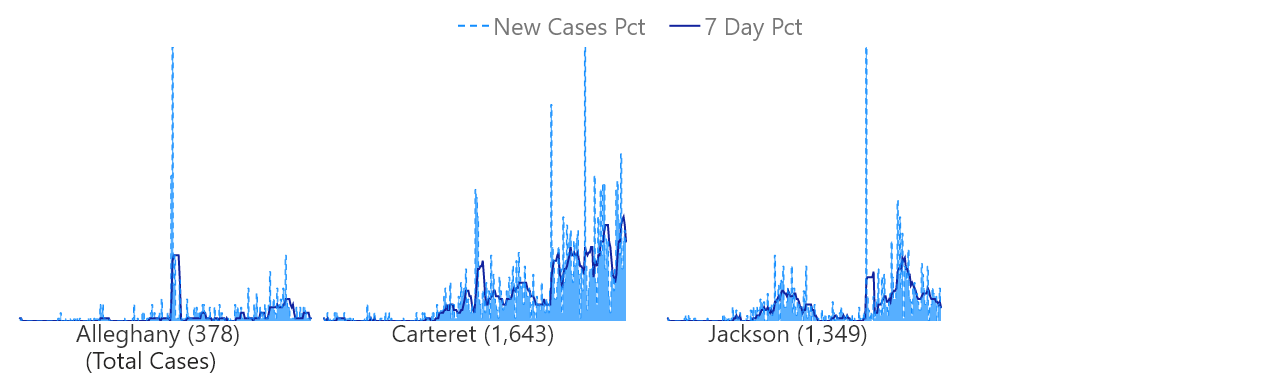 New Cases Pct 7 Day Pct
Alleghany (378) Carteret (1,643) Jackson (1,349)
(Total Cases)